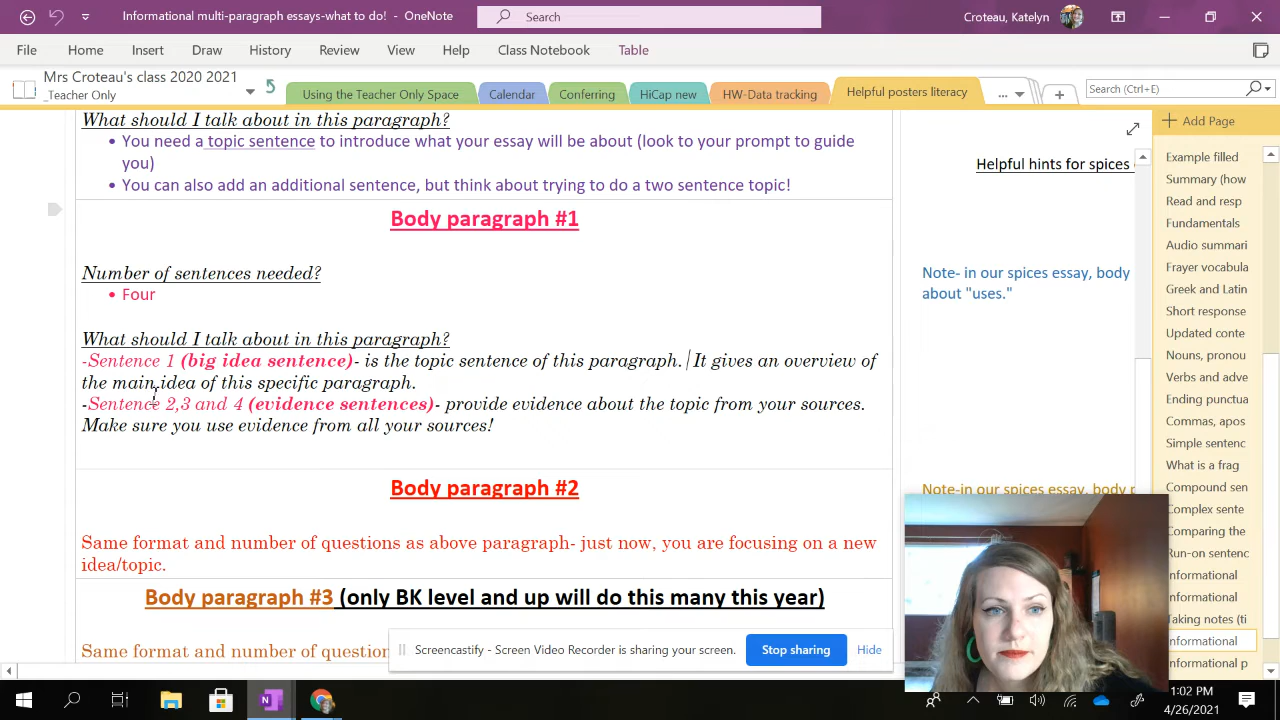 Informational multi-paragraph essays-what to do! - OneNote
Search
Croteau, Katelyn
File Home Insert Draw History Review View Help Class Notebook Table
Mrs Croteau's class 2020 2021
_Teacher Only
Using the Teacher Only Space Calendar Conferring HiCap new HW-Data tracking Helpful posters literacy ...
Search (Ctrl+E)
Add Page
What should I talk about in this paragraph?
• You need a topic sentence to introduce what your essay will be about (look to your prompt to guide
you)
• You can also add an additional sentence, but think about trying to do a two sentence topic!
Body paragraph #1
Number of sentences needed?
• Four
What should I talk about in this paragraph?
-Sentence 1 (big idea sentence)- is the topic sentence of this paragraph. It gives an overview of
the main idea of this specific paragraph.
-Sentence 2,3 and 4 (evidence sentences)- provide evidence about the topic from your sources.
Make sure you use evidence from all your sources!
Body paragraph #2
Same format and number of questions as above paragraph- just now, you are focusing on a new
idea/topic.
Body paragraph #3 (only BK level and up will do this many this year)
Same format and number of ques
Helpful hints for spices
Note- in our spices essay, body
about "uses."
Note-in our spices essay, body p
Example filled
Summary (how
Read and resp
Fundamentals
Audio summari
Frayer vocabula
Greek and Latin
Short response
Updated conte
Nouns, pronou
Verbs and adve
Ending punctua
Commas, apos
Simple sentenc
What is a frag
Compound sen
Complex sente
Comparing the
Run-on sentenc
nformational
nformational
Taking notes (ti
nformational
nformational p
Screencastify - Screen Video Recorder is sharing your screen.
Stop sharing
Hide
1:02 PM
4/26/2021